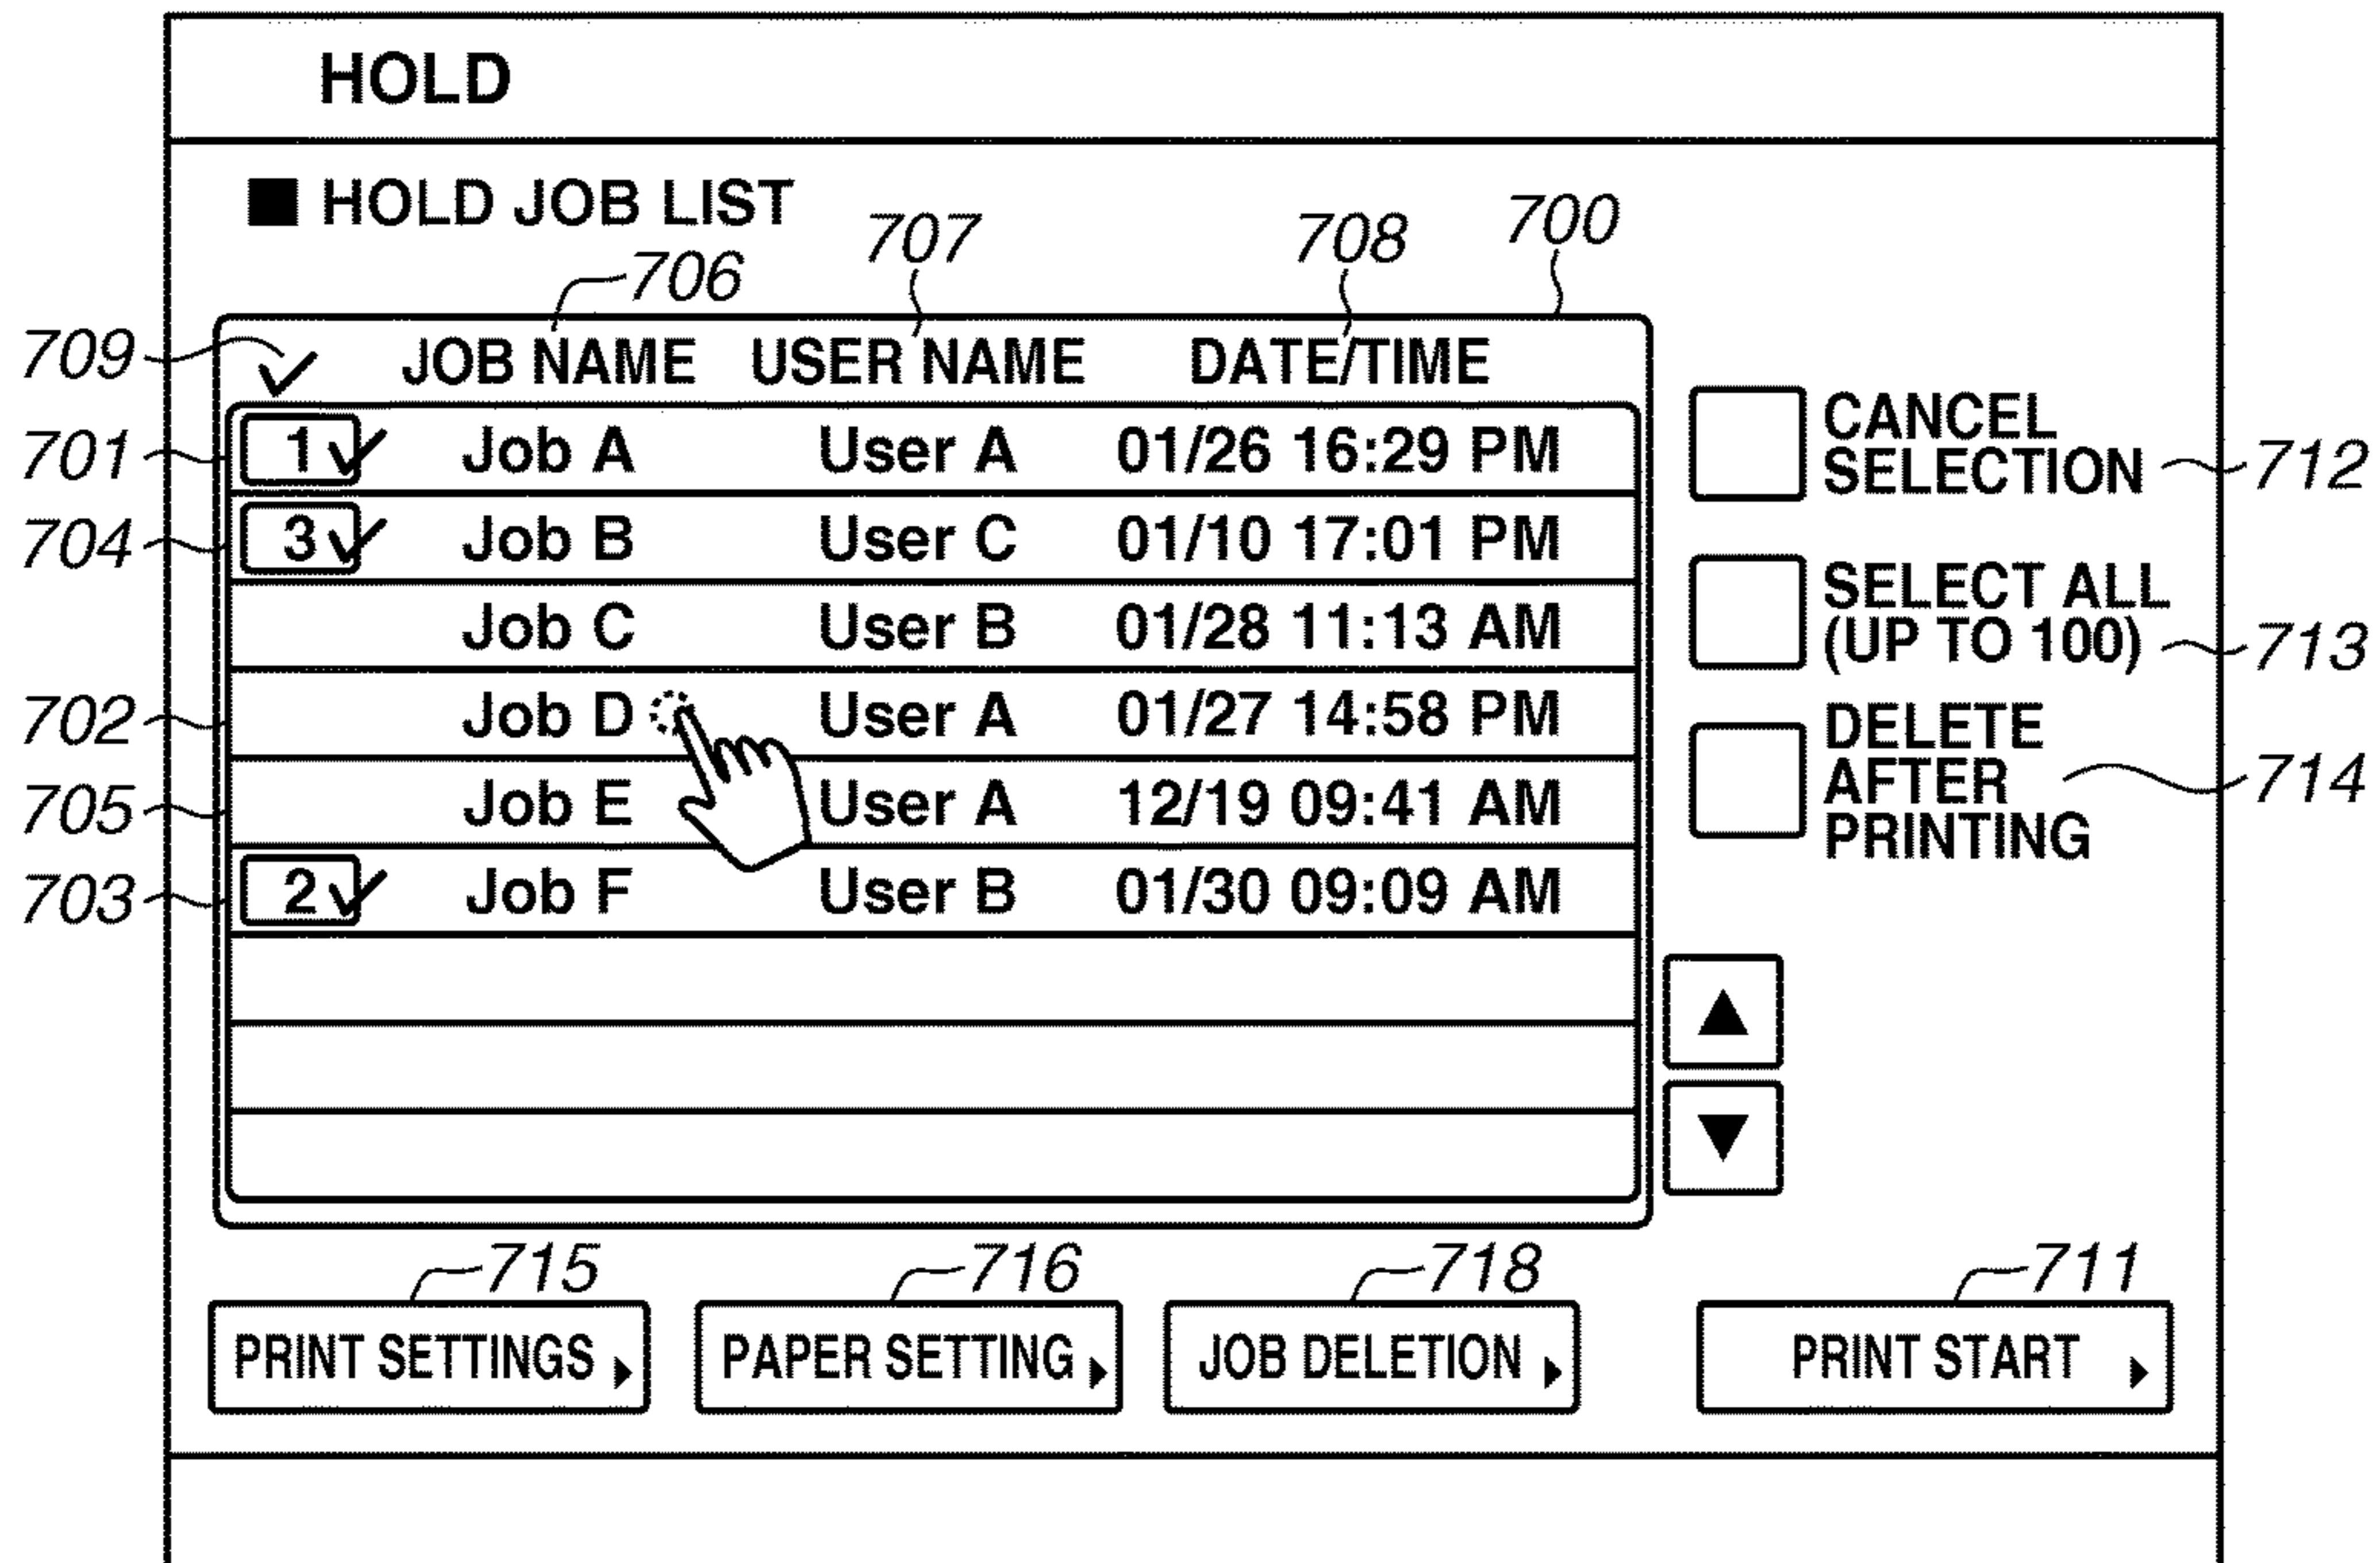 HOLD
■ HOLD JOB LIST
706
707
708
700
709
✓ JOB NAME USER NAME DATE/TIME
701 1 ✓ Job A User A 01/26 16:29 PM
704 3 ✓ Job B User C 01/10 17:01 PM
Job C User B 01/28 11:13 AM
702 Job D User A 01/27 14:58 PM
705 Job E User A 12/19 09:41 AM
703 2 ✓ Job F User B 01/30 09:09 AM
CANCEL
SELECTION 712
SELECT ALL
(UP TO 100) 713
DELETE
AFTER 714
PRINTING
▲
▼
715 716 718 711
PRINT SETTINGS ▶ PAPER SETTING ▶ JOB DELETION ▶ PRINT START ▶